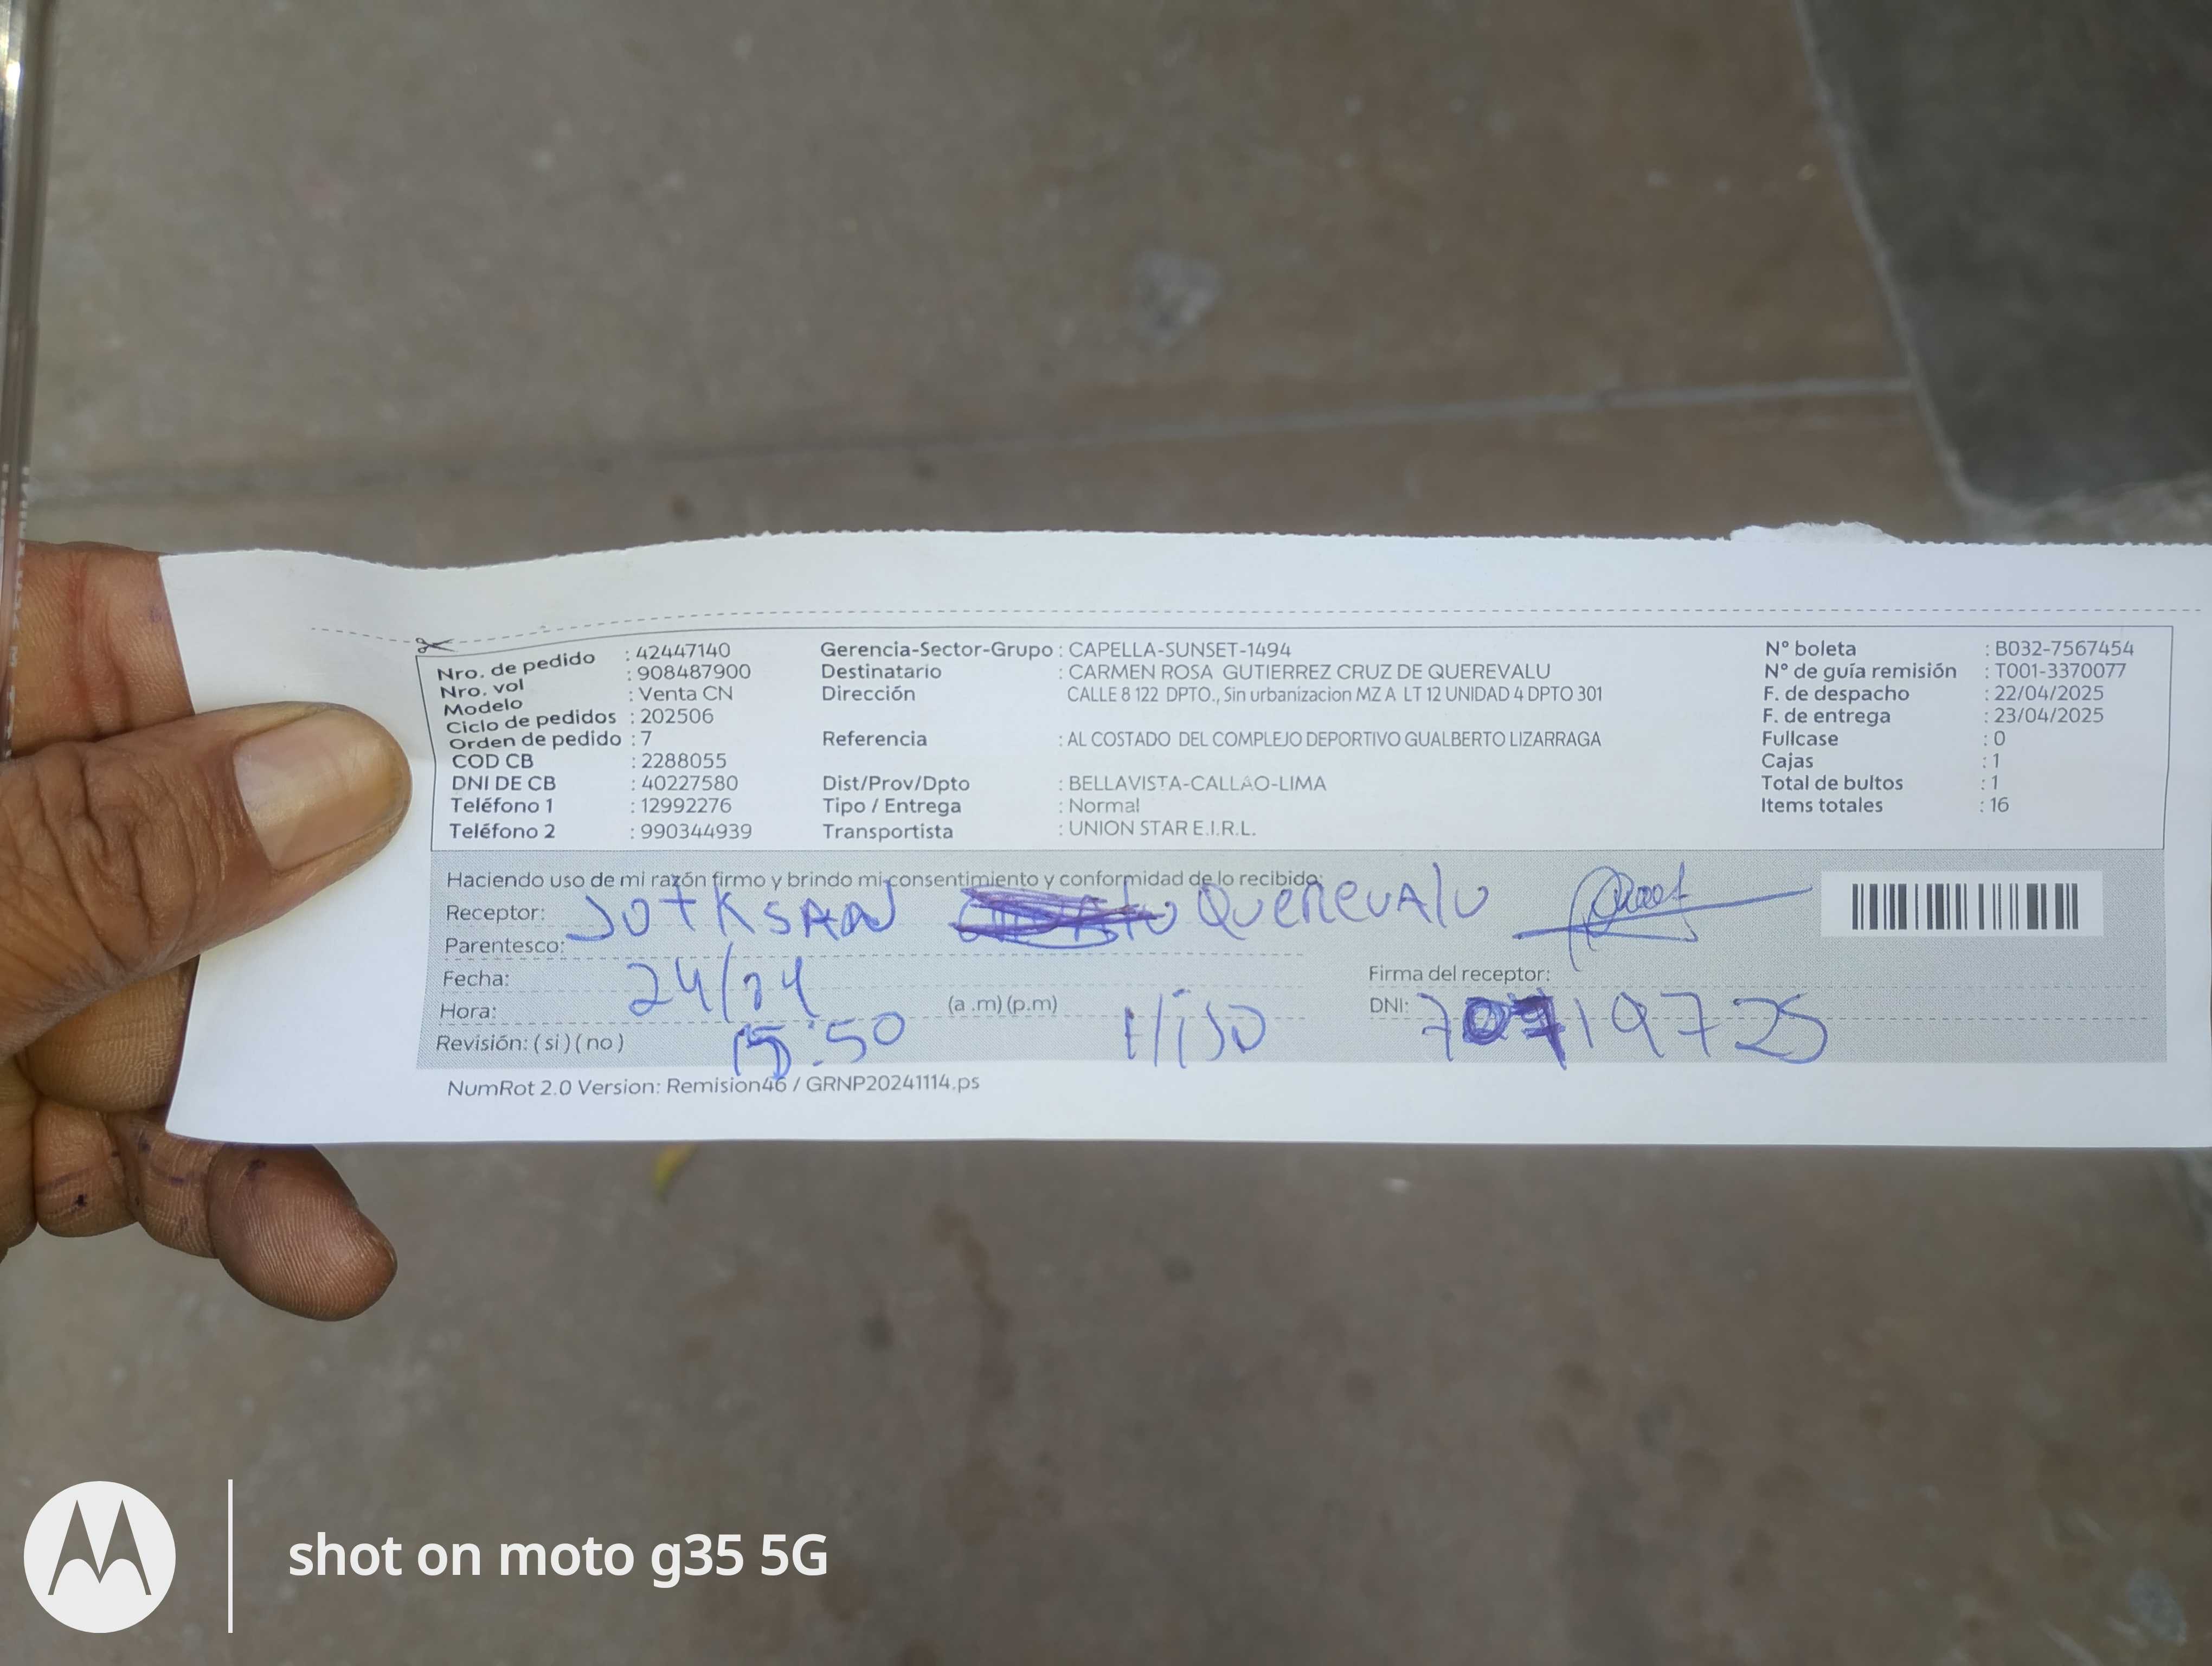 Nro. de pedido : 42447140
Nro. vol : 908487900
Modelo : Venta CN
Ciclo de pedidos : 202506
Orden de pedido : 7
COD CB : 2288055
DNI DE CB : 40227580
Teléfono 1 : 12992276
Teléfono 2 : 990344939
Gerencia-Sector-Grupo : CAPELLA-SUNSET-1494
Destinatario : CARMEN ROSA GUTIERREZ CRUZ DE QUEREVALU
Dirección CALLE 8 122 DPTO., Sin urbanizacion MZ A LT 12 UNIDAD 4 DPTO 301
Referencia : AL COSTADO DEL COMPLEJO DEPORTIVO GUALBERTO LIZARRAGA
Dist/Prov/Dpto : BELLAVISTA-CALLAO-LIMA
Tipo / Entrega : Normal
Transportista : UNION STAR E.I.R.L.
Nº boleta : B032-7567454
Nº de guía remisión : T001-3370077
F. de despacho : 22/04/2025
F. de entrega : 23/04/2025
Fullcase : 0
Cajas : 1
Total de bultos : 1
Items totales : 16
Haciendo uso de mi razón firmo y brindo mi consentimiento y conformidad de lo recibido:
Receptor: QUEREVALU
Parentesco:
Fecha:
Firma del receptor:
Hora: (a .m) (p.m)
DNI:
15:50
Revisión: ( si ) ( no )
NumRot 2.0 Version: Remision46 / GRNP20241114.ps
shot on moto g35 5G